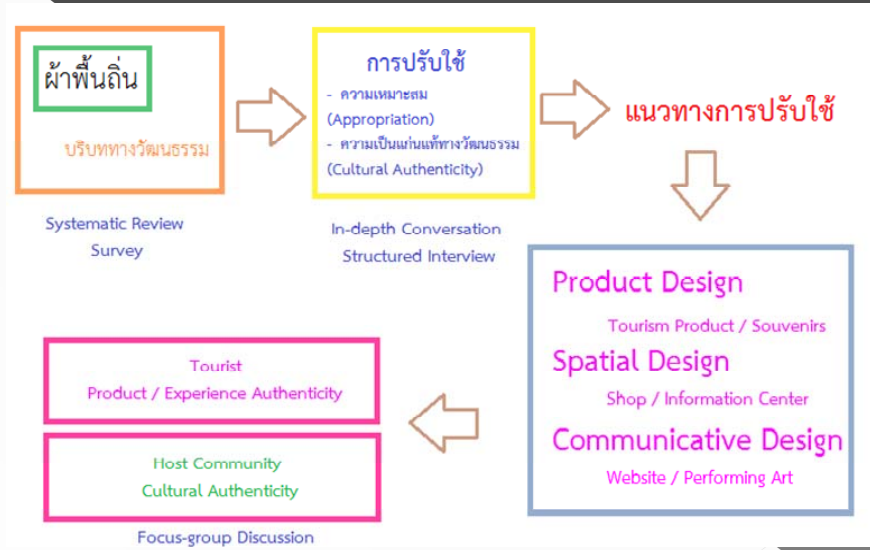 ผ้าพื้นถิ่น
บริบททางวัฒนธรรม
Systematic Review
Survey
การปรับใช้
- ความเหมาะสม
(Appropriation)
- ความเป็นแก่นแท้ทางวัฒนธรรม
(Cultural Authenticity)
In-depth Conversation
Structured Interview
แนวทางการปรับใช้
Product Design
Tourism Product / Souvenirs
Spatial Design
Shop / Information Center
Communicative Design
Website / Performing Art
Tourist
Product / Experience Authenticity
Host Community
Cultural Authenticity
Focus-group Discussion